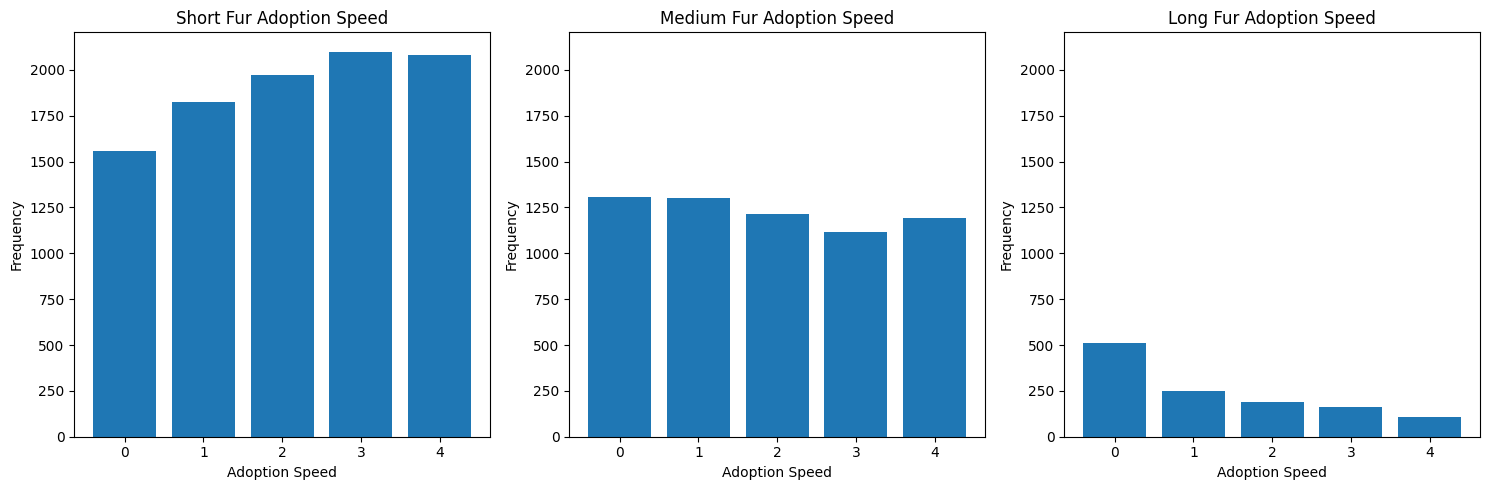 Short Fur Adoption Speed
Frequency
2000
1750
1500
1250
1000
750
500
250
0
0 1 2 3 4
Adoption Speed
Medium Fur Adoption Speed
Frequency
2000
1750
1500
1250
1000
750
500
250
0
0 1 2 3 4
Adoption Speed
Long Fur Adoption Speed
Frequency
2000
1750
1500
1250
1000
750
500
250
0
0 1 2 3 4
Adoption Speed